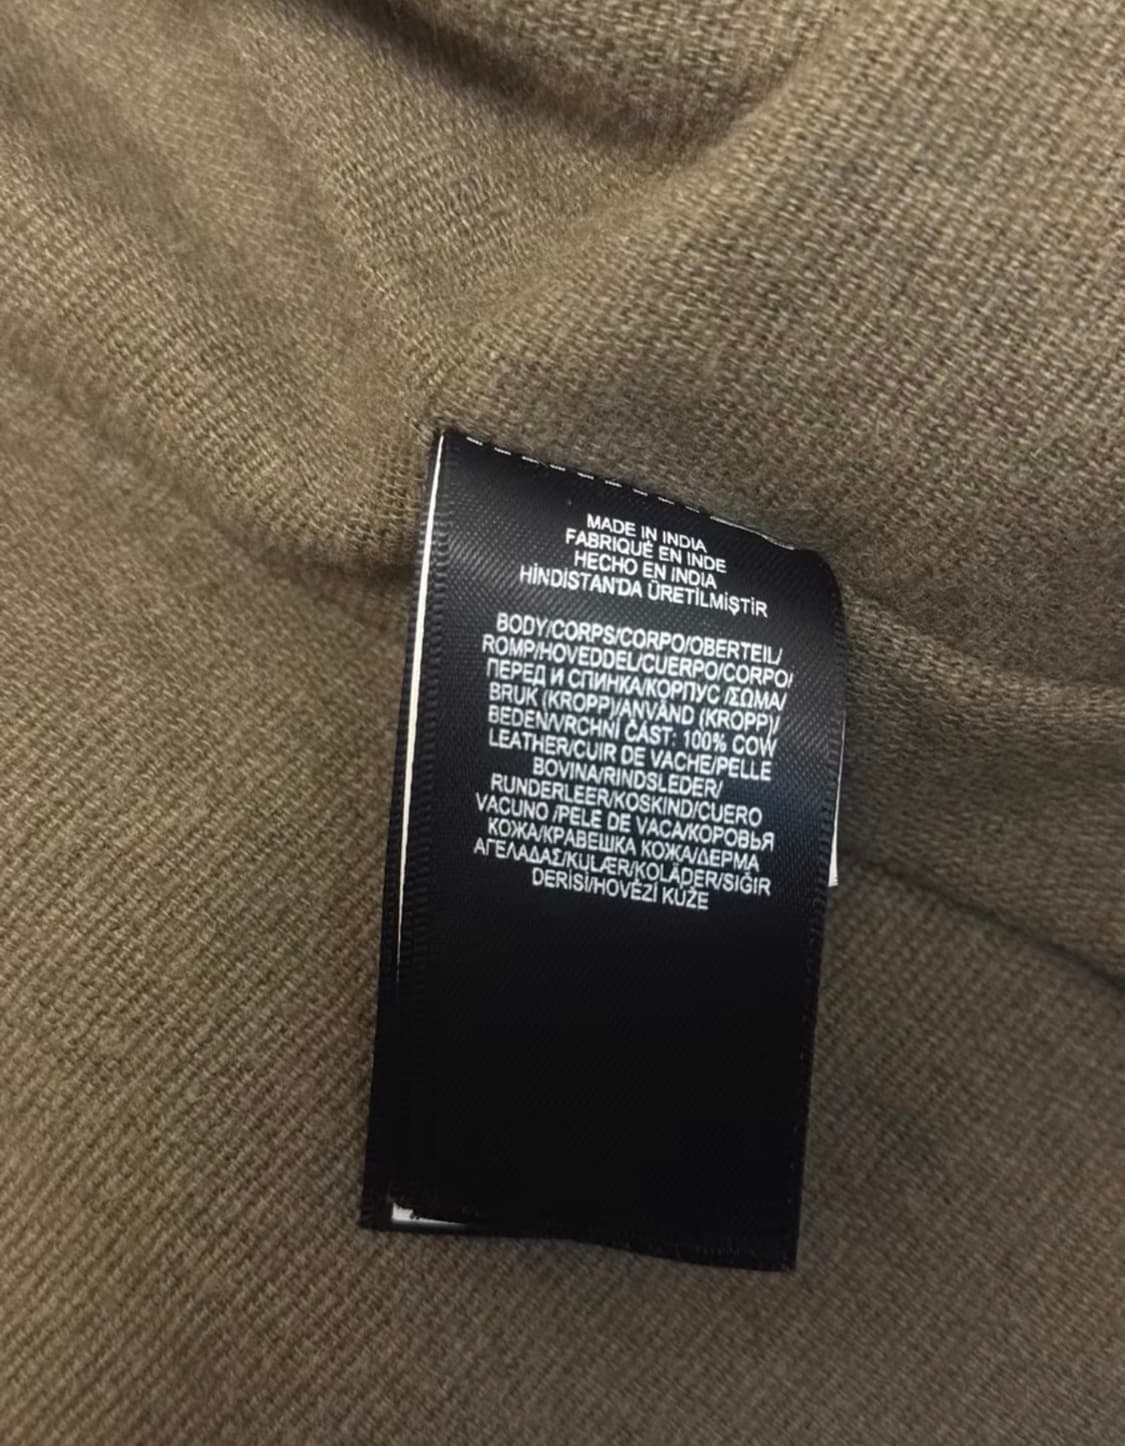 MADE IN INDIA
FABRIQUÉ EN INDE
HECHO EN INDIA
HİNDİSTAN'DA ÜRETİLMİŞTİR
BODY/CORPS/CORPO/OBERTEIL/
ROMP/HOVEDDEL/CUERPO/CORPO/
ПЕРЕД И СПИНКА/КОРПУС /ΣΩΜΑ/
BRUK (KROPP)/ANVÄND (KROPP)/
BEDEN/VRCHNÍ ČÁST: 100% COW
LEATHER/CUIR DE VACHE/PELLE
BOVINA/RINDSLEDER/
RUNDERLEER/KOSKIND/CUERO
VACUNO /PELE DE VACA/КОРОВЬЯ
КОЖА/КРАВЕШКА КОЖА/ΔΕΡΜΑ
ΑΓΕΛΑΔΑΣ/KULÆR/KOLÄDER/SIĞIR
DERİSİ/HOVĚZÍ KŮŽE